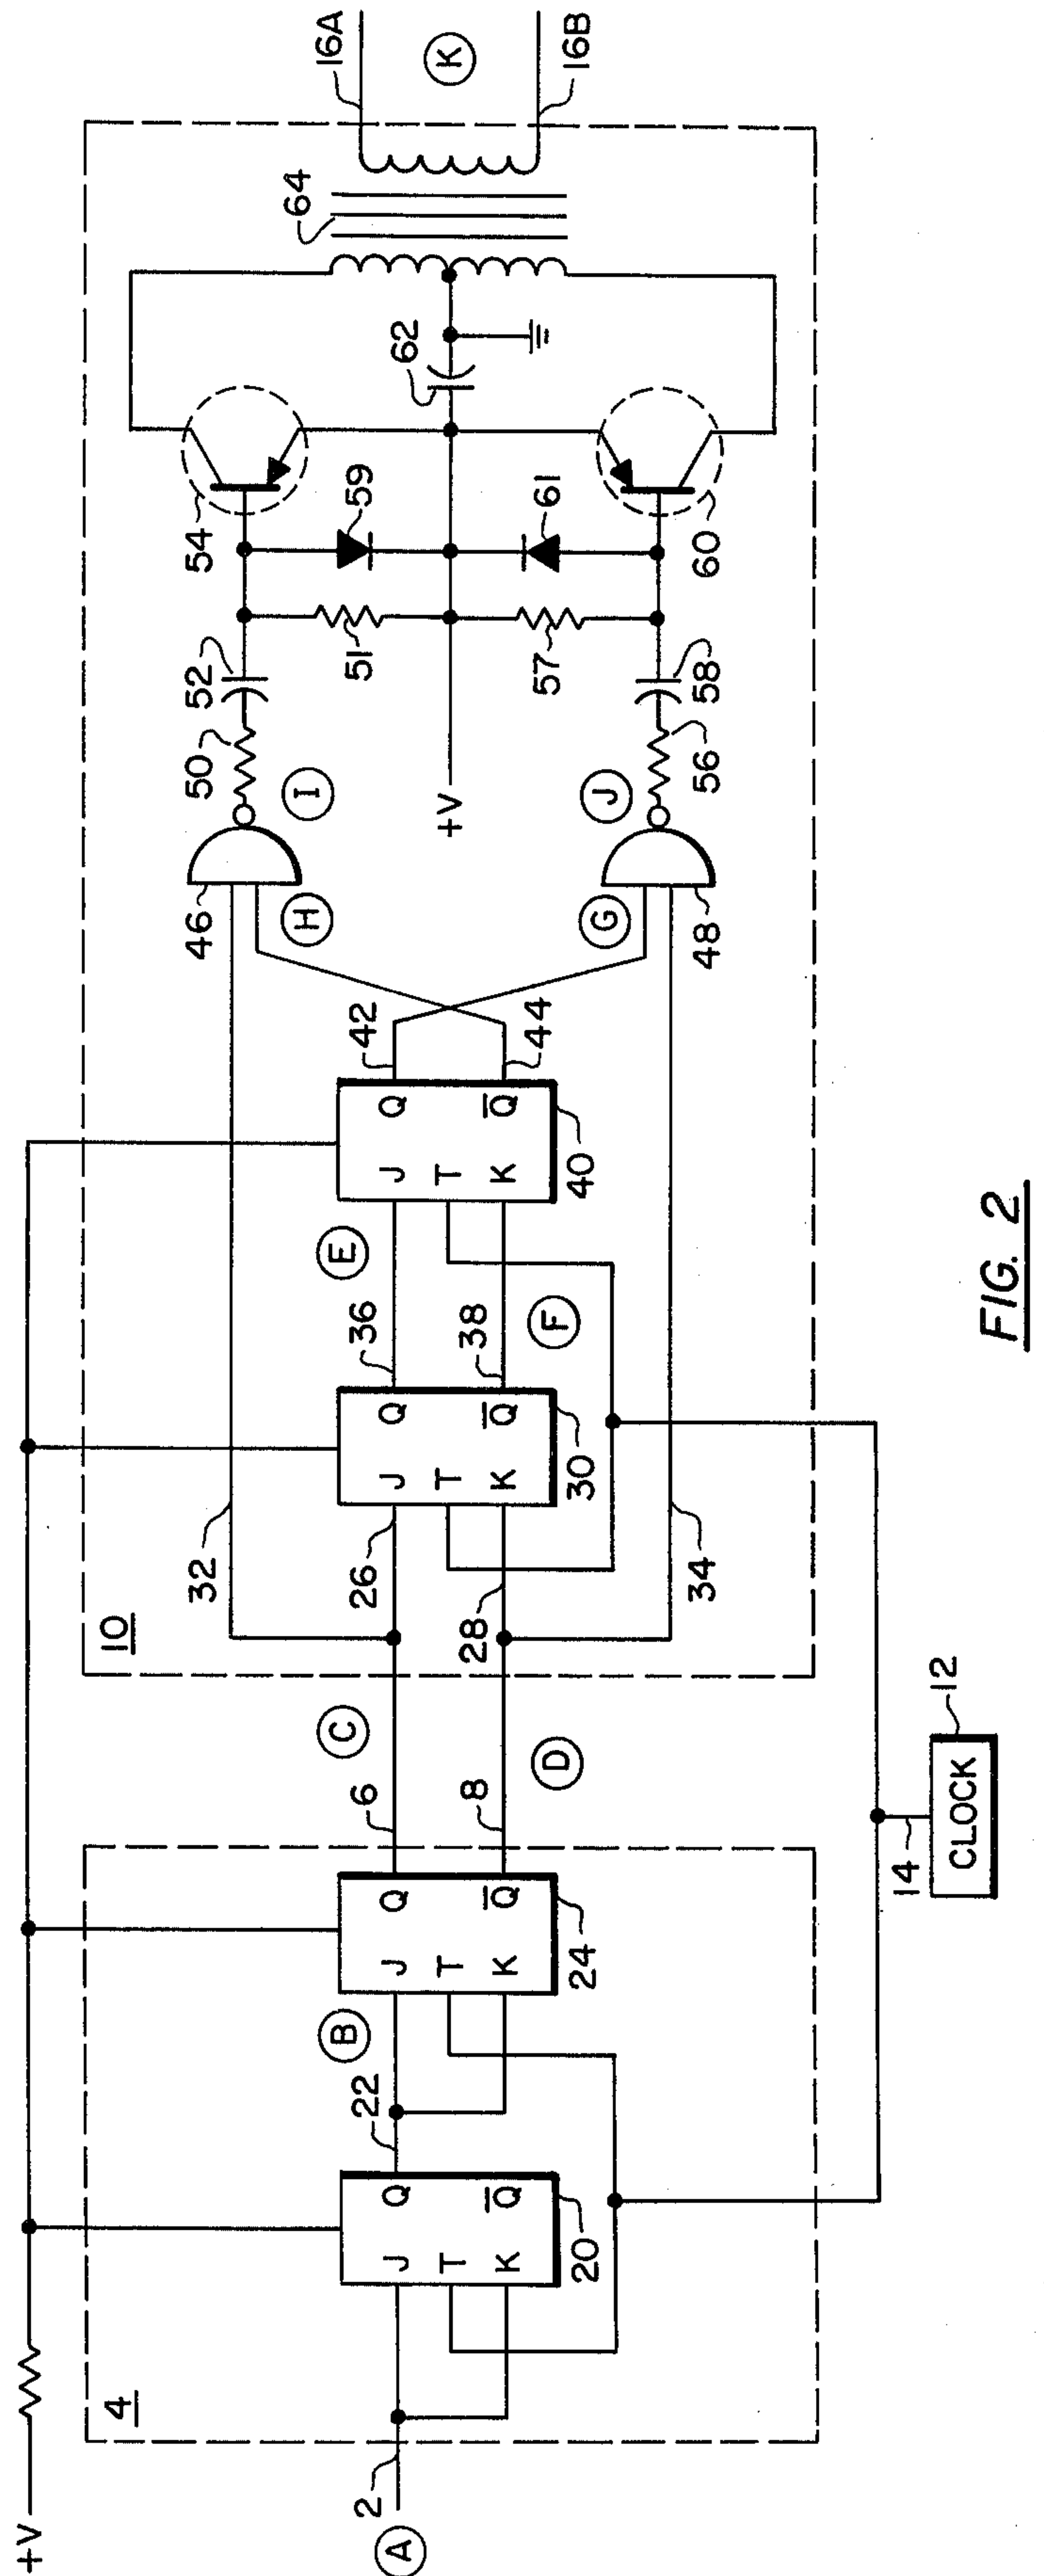 +V
A
2
4
J
T
K
Q
Q
20
22
B
J
T
K
Q
Q
24
6
8
C
D
14
CLOCK
12
10
32
26
28
34
J
T
K
Q
Q
30
36
38
E
F
J
T
K
Q
Q
40
42
44
46
H
G
48
I
J
+V
50
52
51
54
59
56
58
57
60
61
62
64
16A
K
16B
FIG. 2